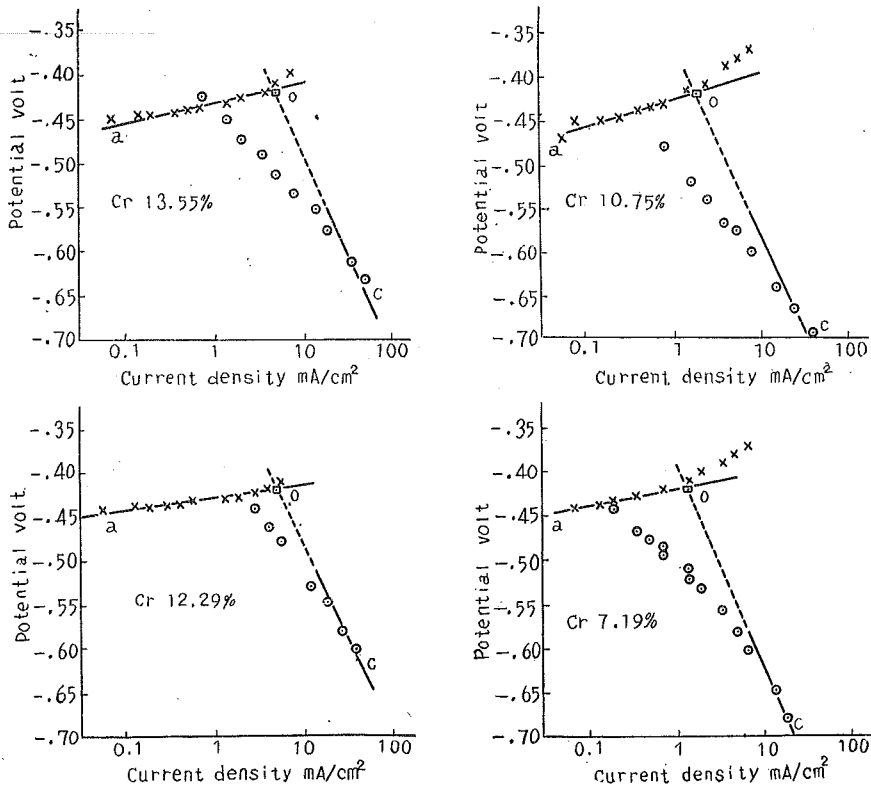 Potential volt
-.35
-.40
-.45
-.50
-.55
-.60
-.65
-.70
0.1
1
10
100
Current density mA/cm²
Cr 13.55%
a
o
C
Potential volt
-.35
-.40
-.45
-.50
-.55
-.60
-.65
-.70
0.1
1
10
100
Current density mA/cm²
Cr 10.75%
a
o
C
Potential volt
-.35
-.40
-.45
-.50
-.55
-.60
-.65
-.70
0.1
1
10
100
Current density mA/cm²
Cr 12.29%
a
o
C
Potential volt
-.35
-.40
-.45
-.50
-.55
-.60
-.65
-.70
0.1
1
10
100
Current density mA/cm²
Cr 7.19%
a
o
C